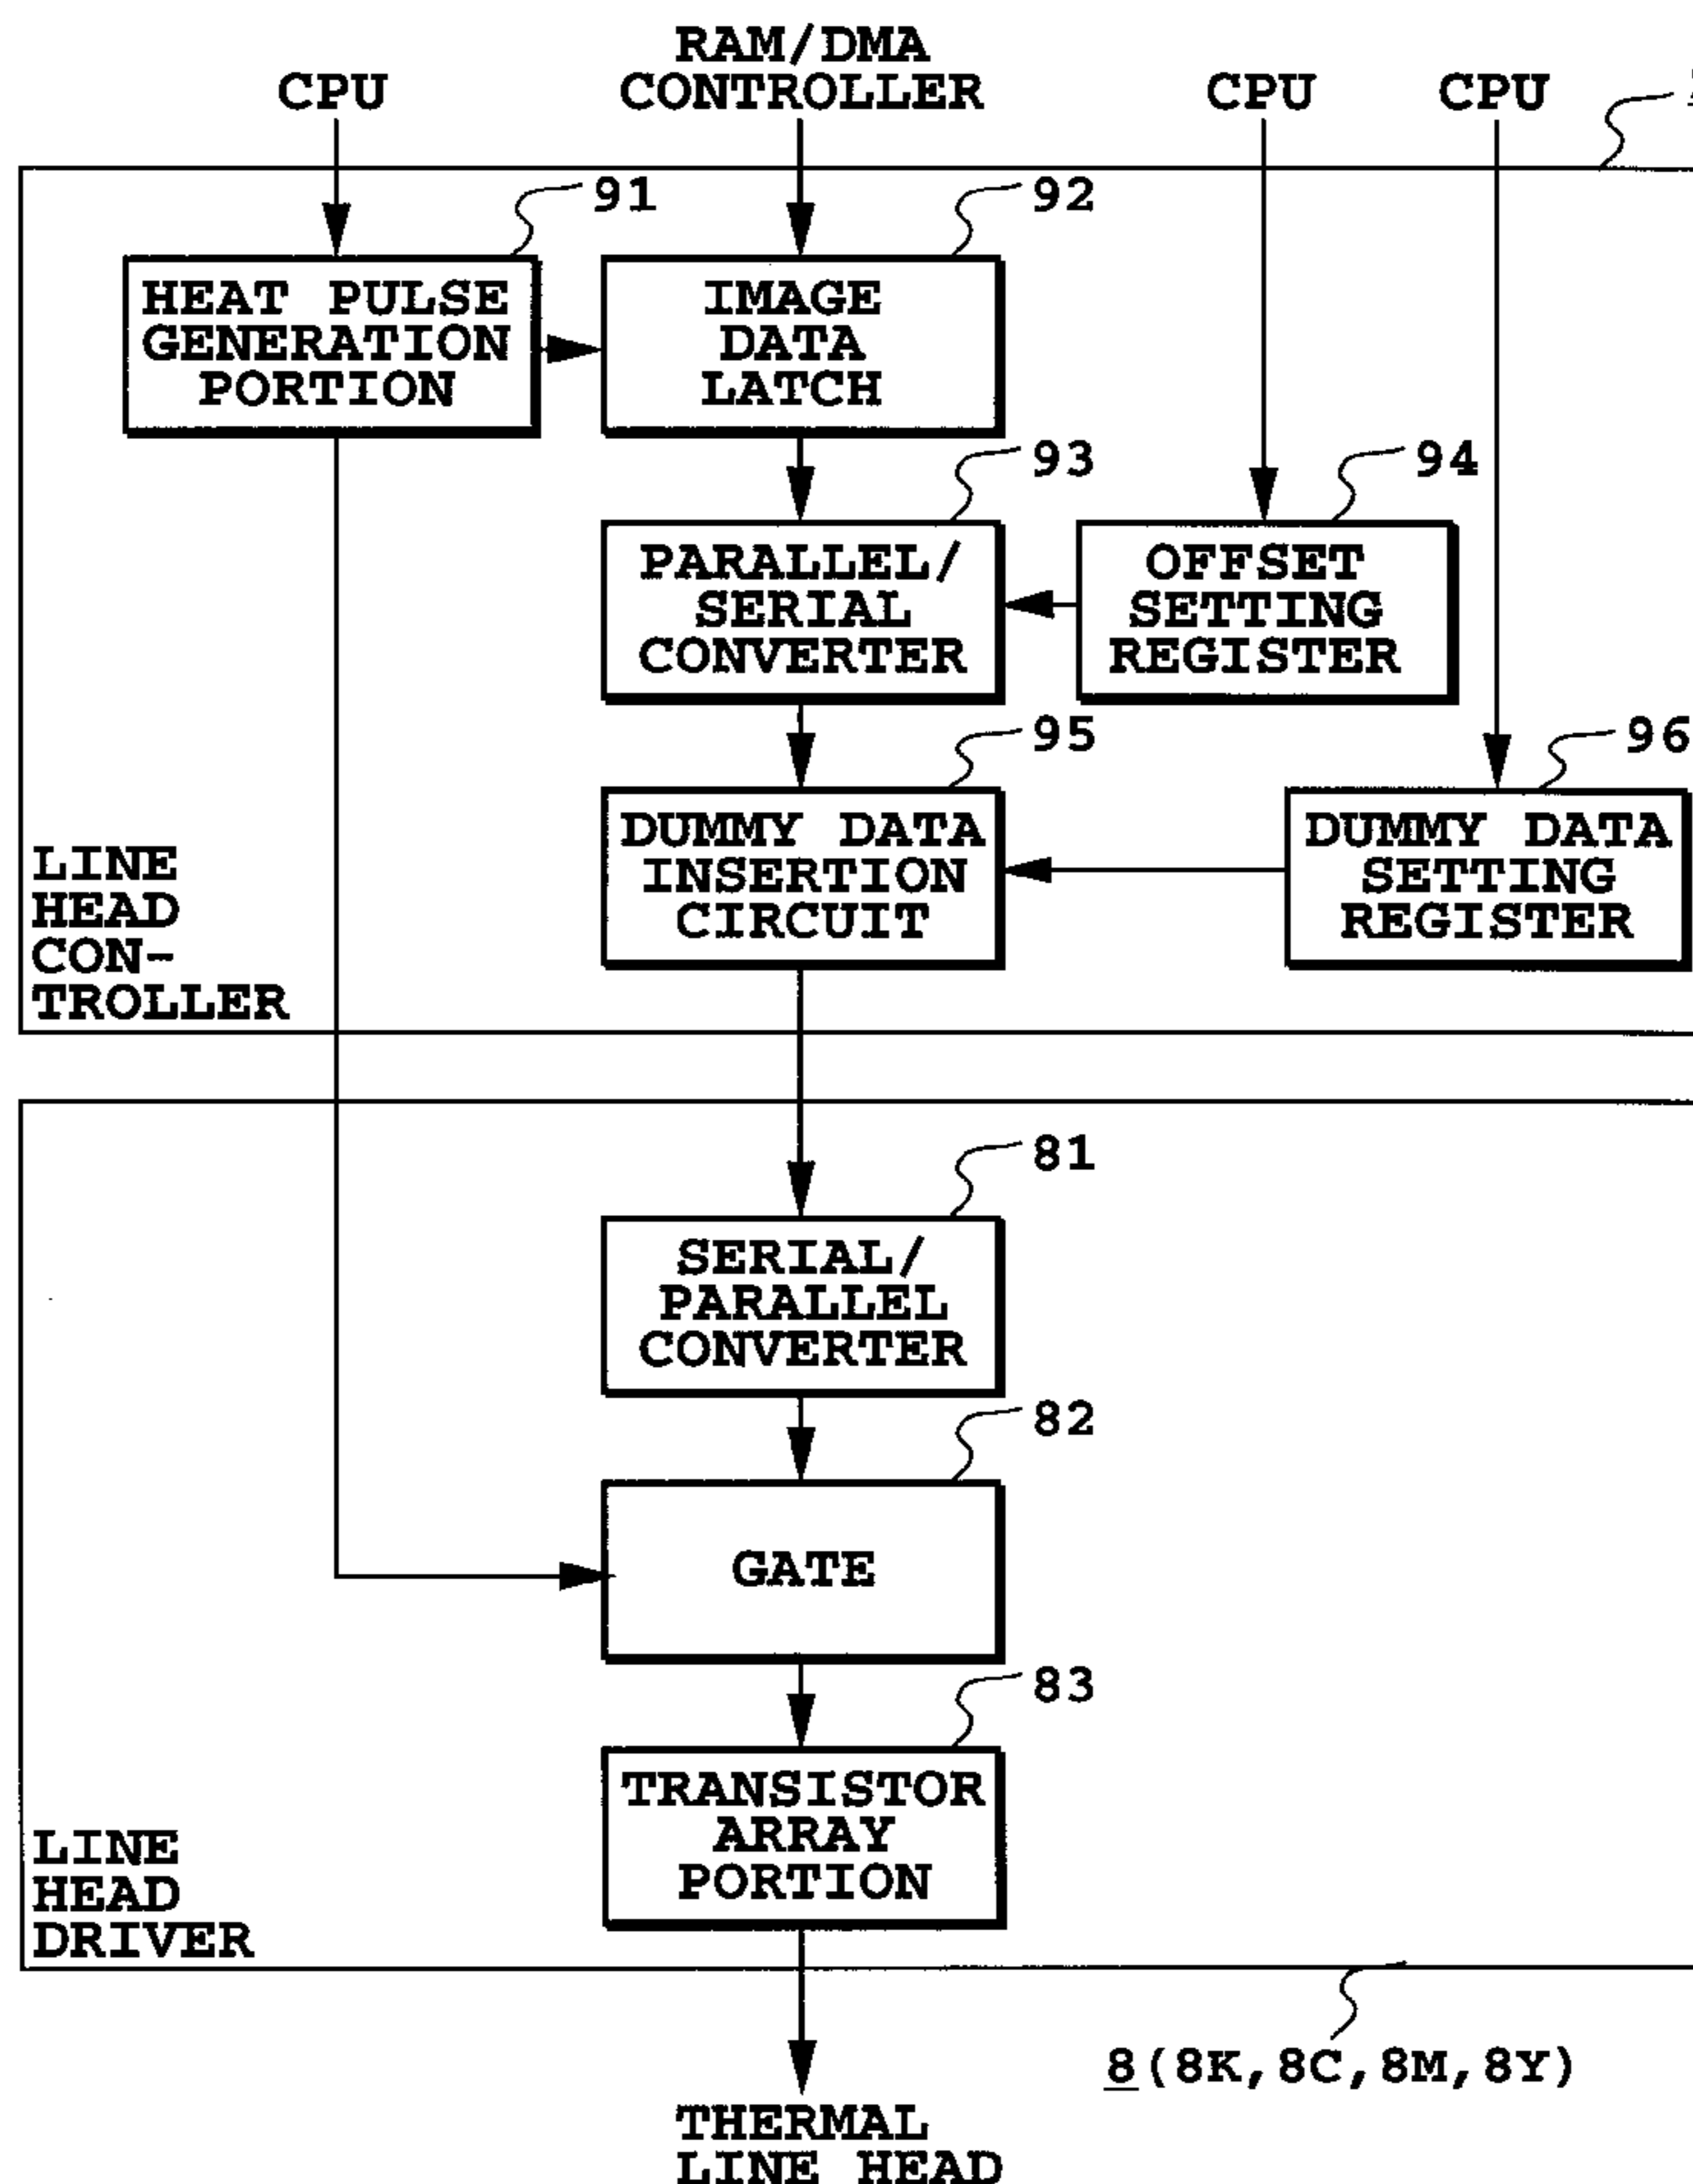 RAM/DMA
CONTROLLER
CPU
CPU
CPU
91
92
HEAT PULSE
GENERATION
PORTION
IMAGE
DATA
LATCH
93
94
PARALLEL/
SERIAL
CONVERTER
OFFSET
SETTING
REGISTER
95
96
DUMMY DATA
INSERTION
CIRCUIT
DUMMY DATA
SETTING
REGISTER
LINE
HEAD
CON-
TROLLER
81
SERIAL/
PARALLEL
CONVERTER
82
GATE
83
TRANSISTOR
ARRAY
PORTION
LINE
HEAD
DRIVER
8(8K,8C,8M,8Y)
THERMAL
LINE HEAD